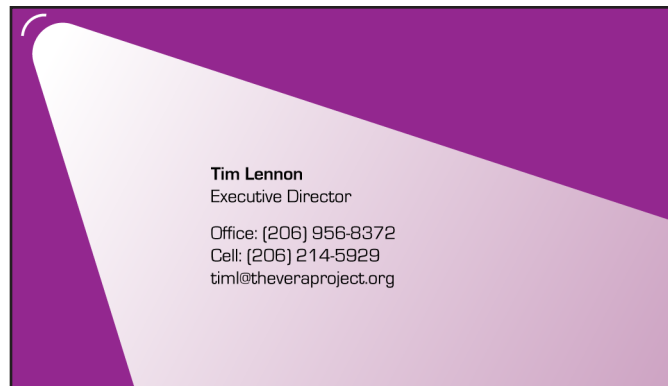 Tim Lennon
Executive Director
Office: (206) 956-8372
Cell: (206) 214-5929
timl@theveraproject.org